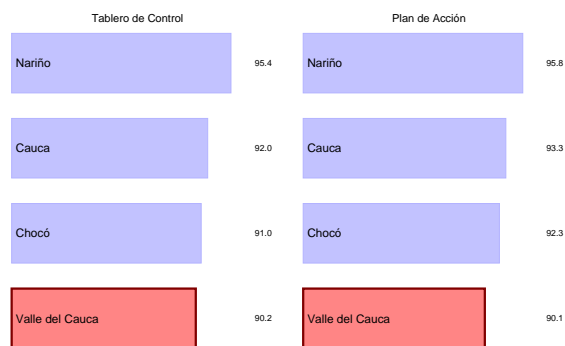 Tablero de Control
Nariño 95.4
Cauca 92.0
Chocó 91.0
Valle del Cauca 90.2
Plan de Acción
Nariño 95.8
Cauca 93.3
Chocó 92.3
Valle del Cauca 90.1